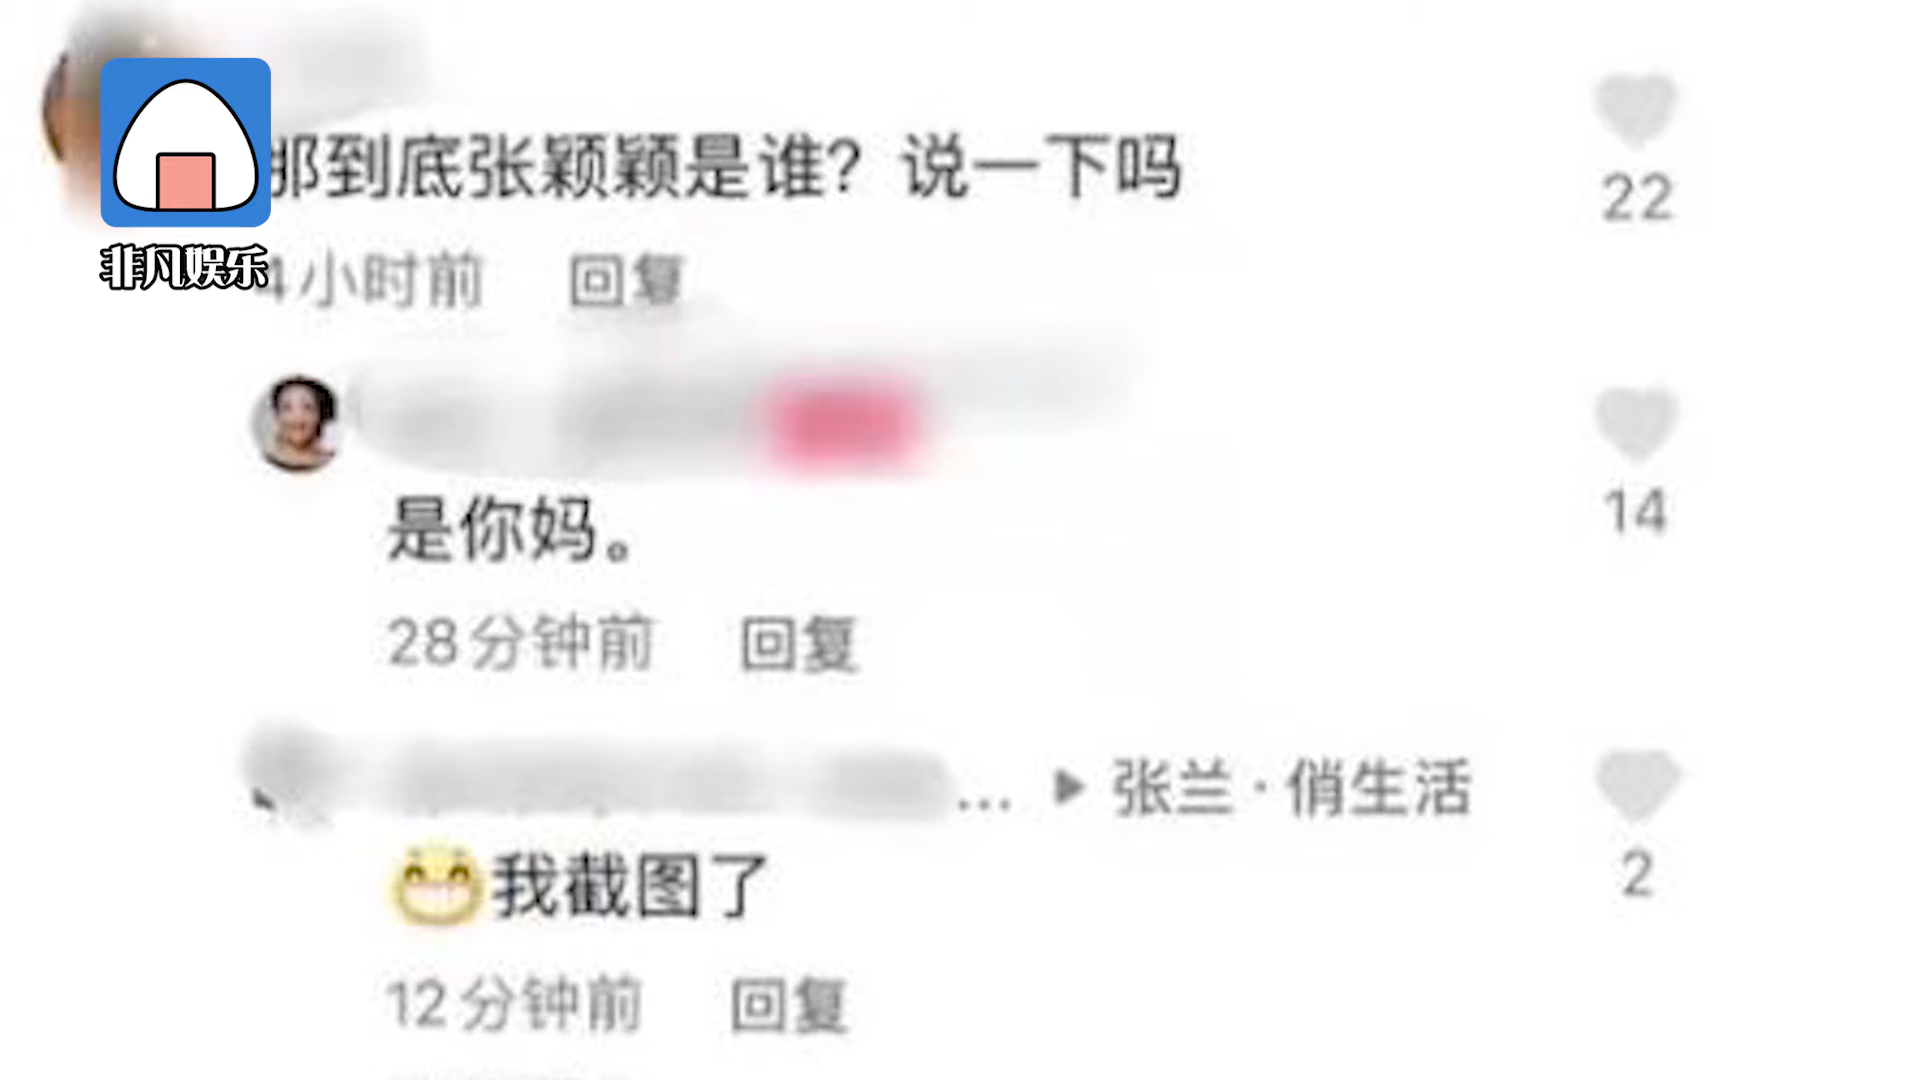 那到底张颖颖是谁？说一下吗
22
非凡娱乐
4小时前 回复
14
是你妈。
28分钟前 回复
... ▶ 张兰·俏生活
😁我截图了
2
12分钟前 回复